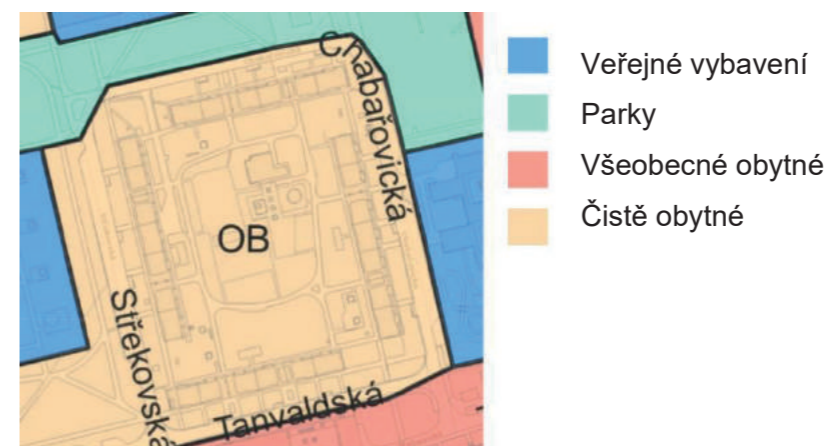 Chabařovická
OB
Střekovská
Tanvaldská
Veřejné vybavení
Parky
Všeobecné obytné
Čistě obytné